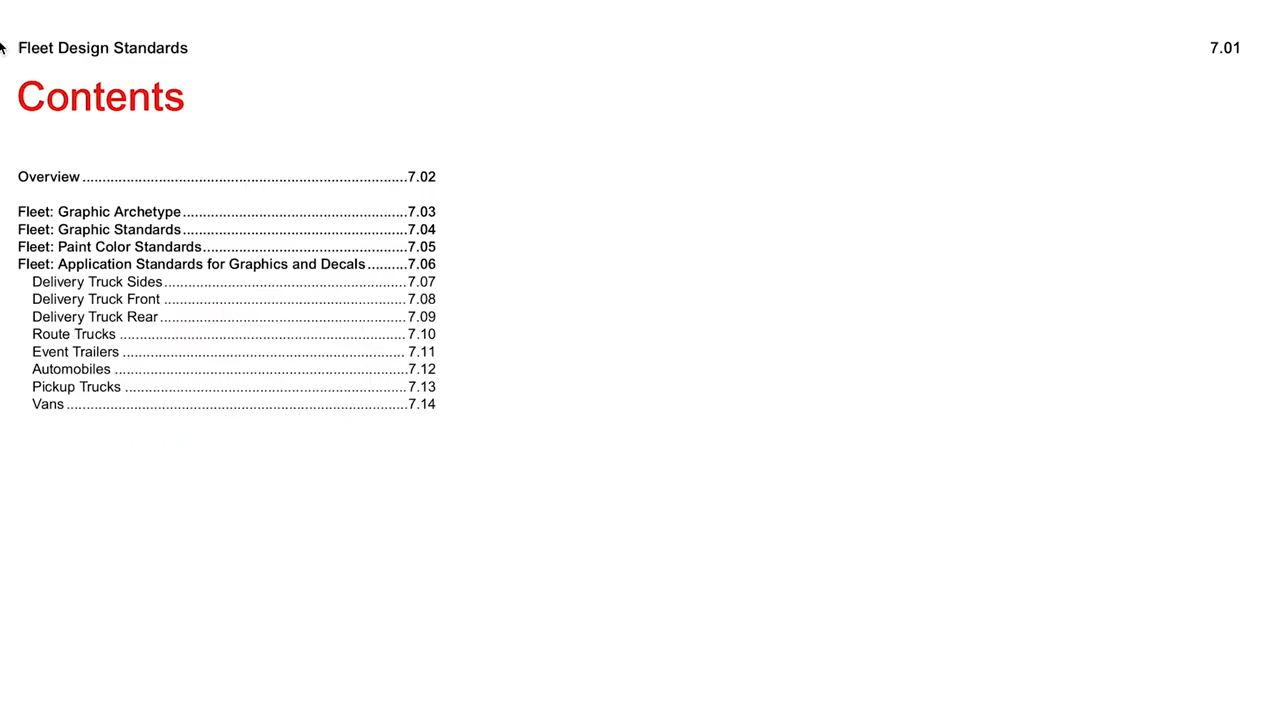 Fleet Design Standards 7.01
Contents
Overview ................................................................................7.02
Fleet: Graphic Archetype........................................................7.03
Fleet: Graphic Standards........................................................7.04
Fleet: Paint Color Standards...................................................7.05
Fleet: Application Standards for Graphics and Decals..........7.06
Delivery Truck Sides............................................................7.07
Delivery Truck Front ............................................................7.08
Delivery Truck Rear.............................................................7.09
Route Trucks .......................................................................7.10
Event Trailers ...................................................................... 7.11
Automobiles .........................................................................7.12
Pickup Trucks ......................................................................7.13
Vans.....................................................................................7.14